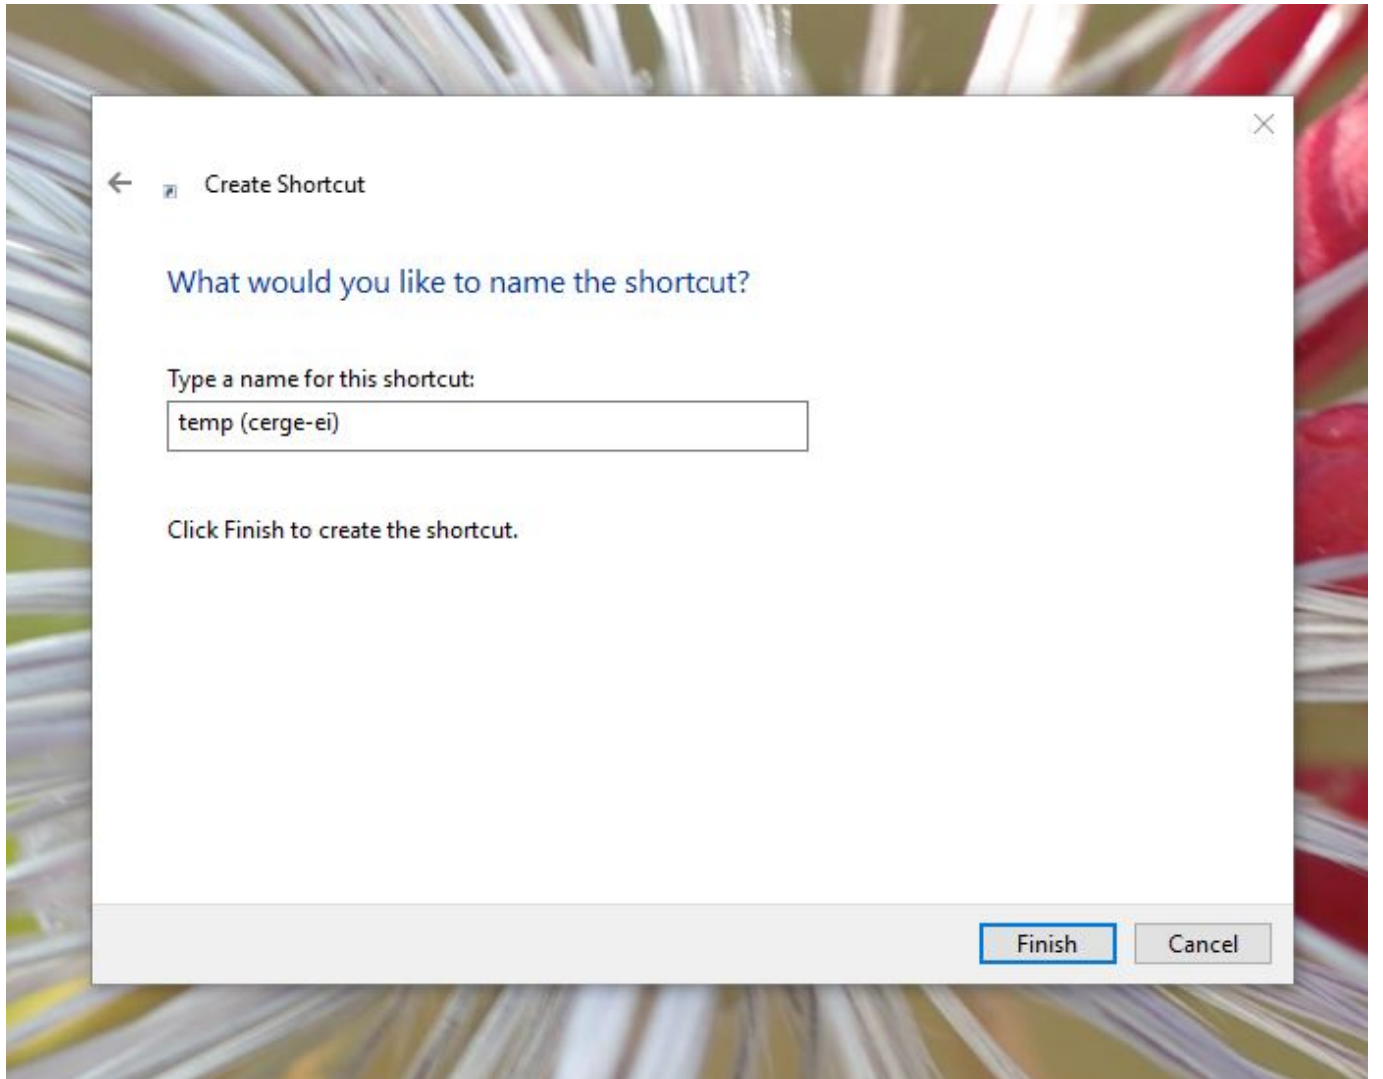 Create Shortcut
What would you like to name the shortcut?
Type a name for this shortcut:
temp (cerge-ei)
Click Finish to create the shortcut.
Finish Cancel